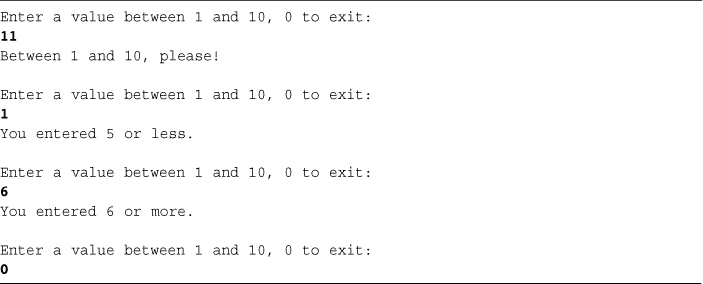 Enter a value between 1 and 10, 0 to exit:
11
Between 1 and 10, please!
Enter a value between 1 and 10, 0 to exit:
1
You entered 5 or less.
Enter a value between 1 and 10, 0 to exit:
6
You entered 6 or more.
Enter a value between 1 and 10, 0 to exit:
0